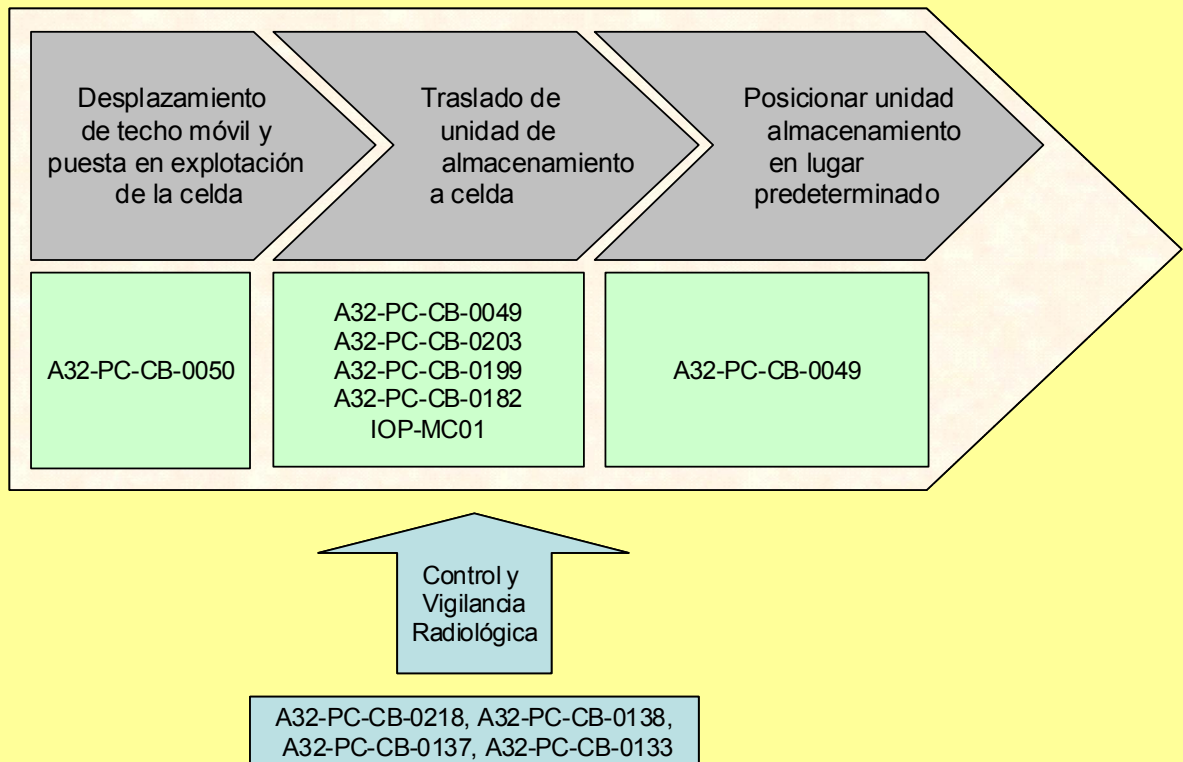 Desplazamiento
de techo móvil y
puesta en explotación
de la celda
Traslado de
unidad de
almacenamiento
a celda
Posicionar unidad
almacenamiento
en lugar
predeterminado
A32-PC-CB-0050
A32-PC-CB-0049
A32-PC-CB-0203
A32-PC-CB-0199
A32-PC-CB-0182
IOP-MC01
A32-PC-CB-0049
Control y
Vigilancia
Radiológica
A32-PC-CB-0218, A32-PC-CB-0138,
A32-PC-CB-0137, A32-PC-CB-0133